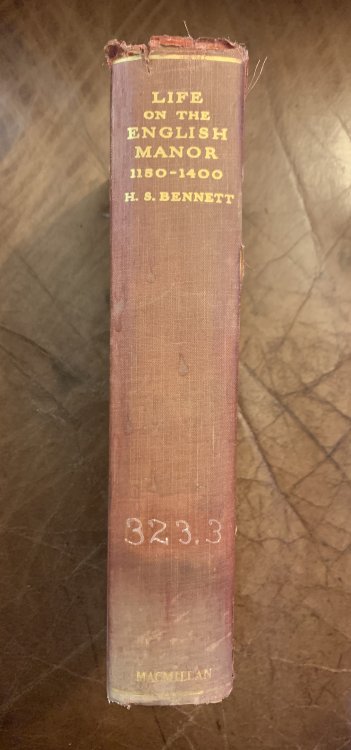 LIFE
ON THE
ENGLISH
MANOR
1150-1400
H. S. BENNETT
323.3
MACMILLAN